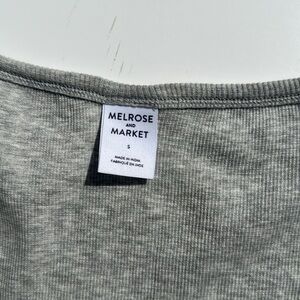 MELROSE
AND
MARKET
S
MADE IN INDIA
FABRIQUÉ EN INDE